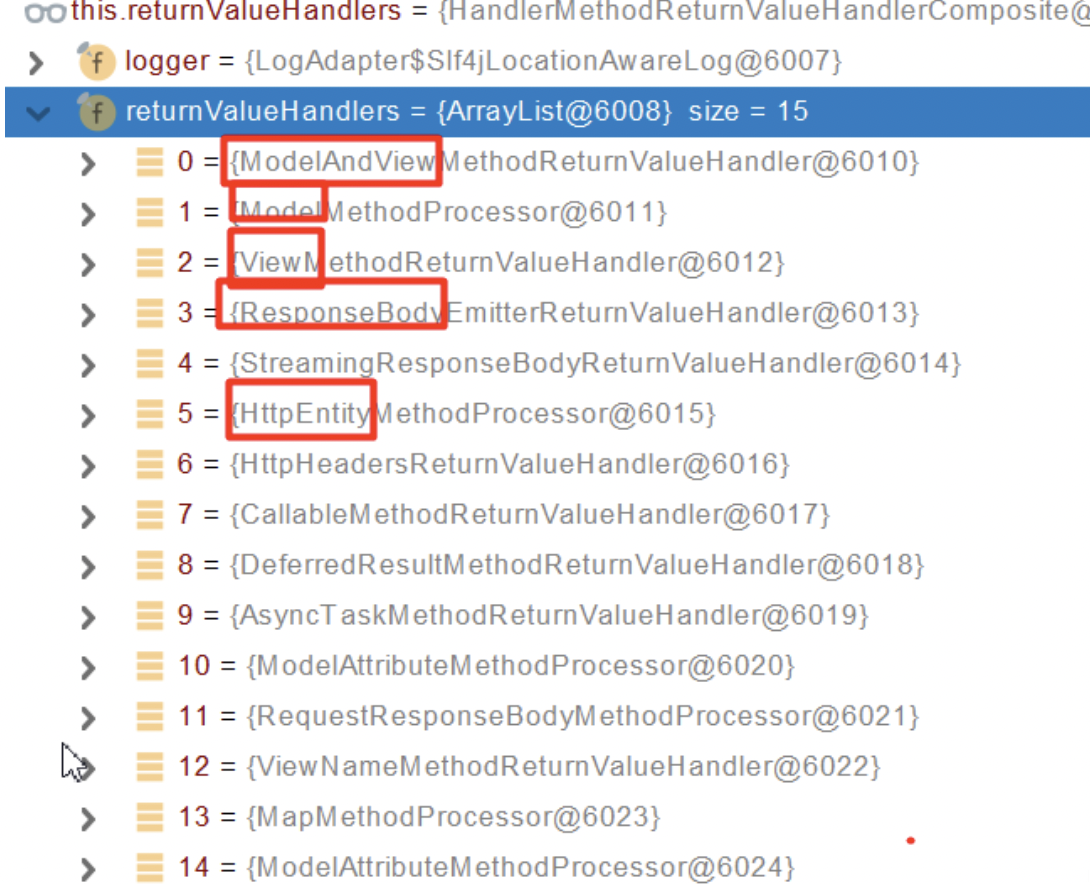 this.returnValueHandlers = {HandlerMethodReturnValueHandlerComposite@
f logger = {LogAdapter$Slf4jLocationAwareLog@6007}
f returnValueHandlers = {ArrayList@6008} size = 15
0 = {ModelAndViewMethodReturnValueHandler@6010}
1 = {ModelMethodProcessor@6011}
2 = {ViewMethodReturnValueHandler@6012}
3 = {ResponseBodyEmitterReturnValueHandler@6013}
4 = {StreamingResponseBodyReturnValueHandler@6014}
5 = {HttpEntityMethodProcessor@6015}
6 = {HttpHeadersReturnValueHandler@6016}
7 = {CallableMethodReturnValueHandler@6017}
8 = {DeferredResultMethodReturnValueHandler@6018}
9 = {AsyncTaskMethodReturnValueHandler@6019}
10 = {ModelAttributeMethodProcessor@6020}
11 = {RequestResponseBodyMethodProcessor@6021}
12 = {ViewNameMethodReturnValueHandler@6022}
13 = {MapMethodProcessor@6023}
14 = {ModelAttributeMethodProcessor@6024}